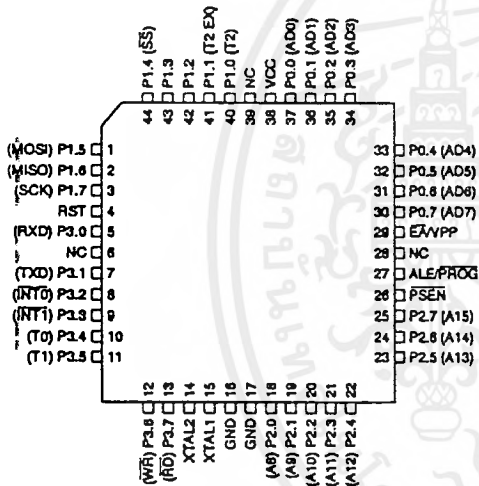 P1.4 (SS)
P1.3
P1.2
P1.1 (T2 EX)
P1.0 (T2)
NC
VCC
P0.0 (AD0)
P0.1 (AD1)
P0.2 (AD2)
P0.3 (AD3)
44 43 42 41 40 39 38 37 36 35 34
(MOSI) P1.5 1
(MISO) P1.6 2
(SCK) P1.7 3
RST 4
(RXD) P3.0 5
NC 6
(TXD) P3.1 7
(INT0) P3.2 8
(INT1) P3.3 9
(T0) P3.4 10
(T1) P3.5 11
33 P0.4 (AD4)
32 P0.5 (AD5)
31 P0.6 (AD6)
30 P0.7 (AD7)
29 EA/VPP
28 NC
27 ALE/PROG
26 PSEN
25 P2.7 (A15)
24 P2.6 (A14)
23 P2.5 (A13)
12 13 14 15 16 17 18 19 20 21 22
(WR) P3.6
(RD) P3.7
XTAL2
XTAL1
GND
GND
(A8) P2.0
(A9) P2.1
(A10) P2.2
(A11) P2.3
(A12) P2.4